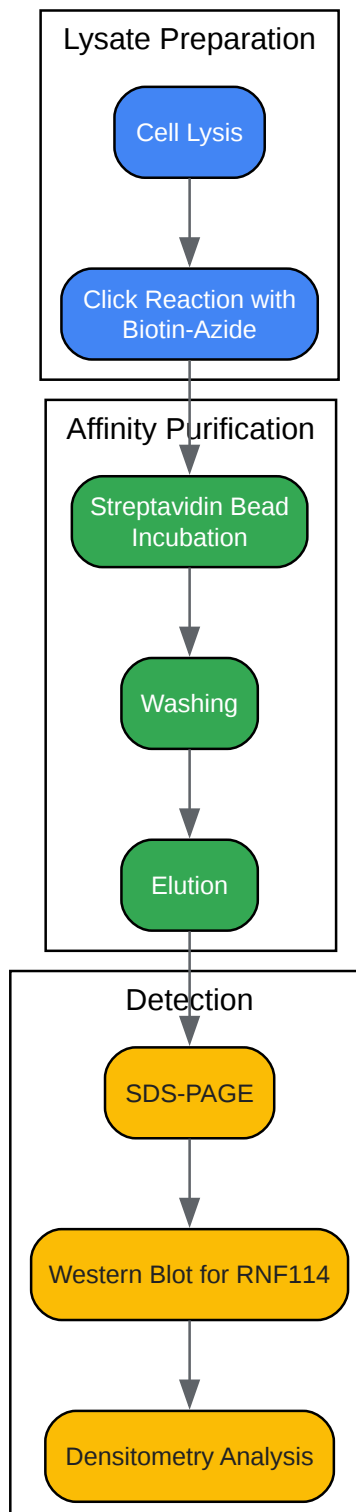 Lysate Preparation
Cell Lysis
Click Reaction with
Biotin-Azide
Affinity Purification
Streptavidin Bead
Incubation
Washing
Elution
Detection
SDS-PAGE
Western Blot for RNF114
Densitometry Analysis